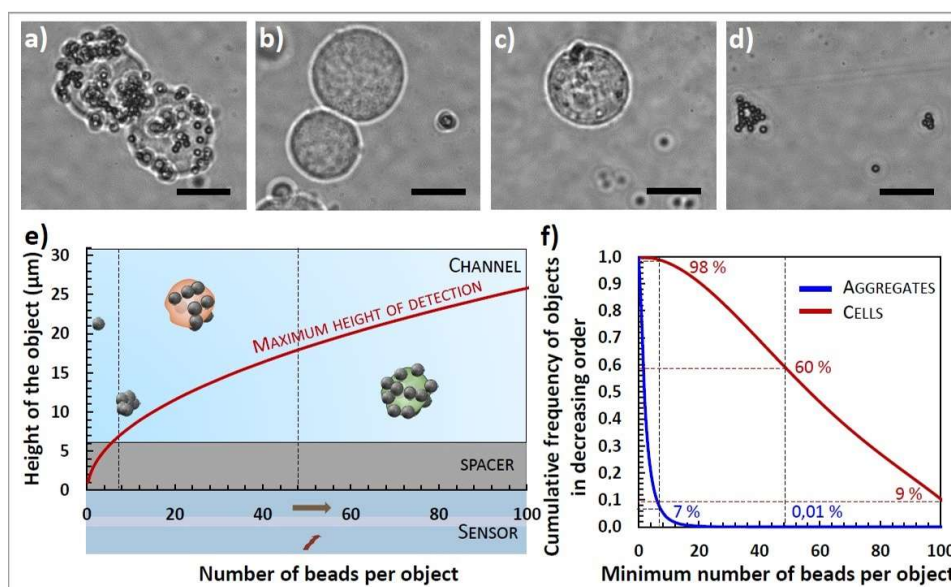 a)
b)
c)
d)
e)
f)
Height of the object (µm)
30
25
20
15
10
5
0
CHANNEL
MAXIMUM HEIGHT OF DETECTION
SPACER
0
20
40
60
80
100
SENSOR
Number of beads per object
Cumulative frequency of objects
in decreasing order
1.0
0.9
0.8
0.7
0.6
0.5
0.4
0.3
0.2
0.1
0.0
98 %
AGGREGATES
CELLS
60 %
9 %
7 %
0,01 %
0
20
40
60
80
100
Minimum number of beads per object